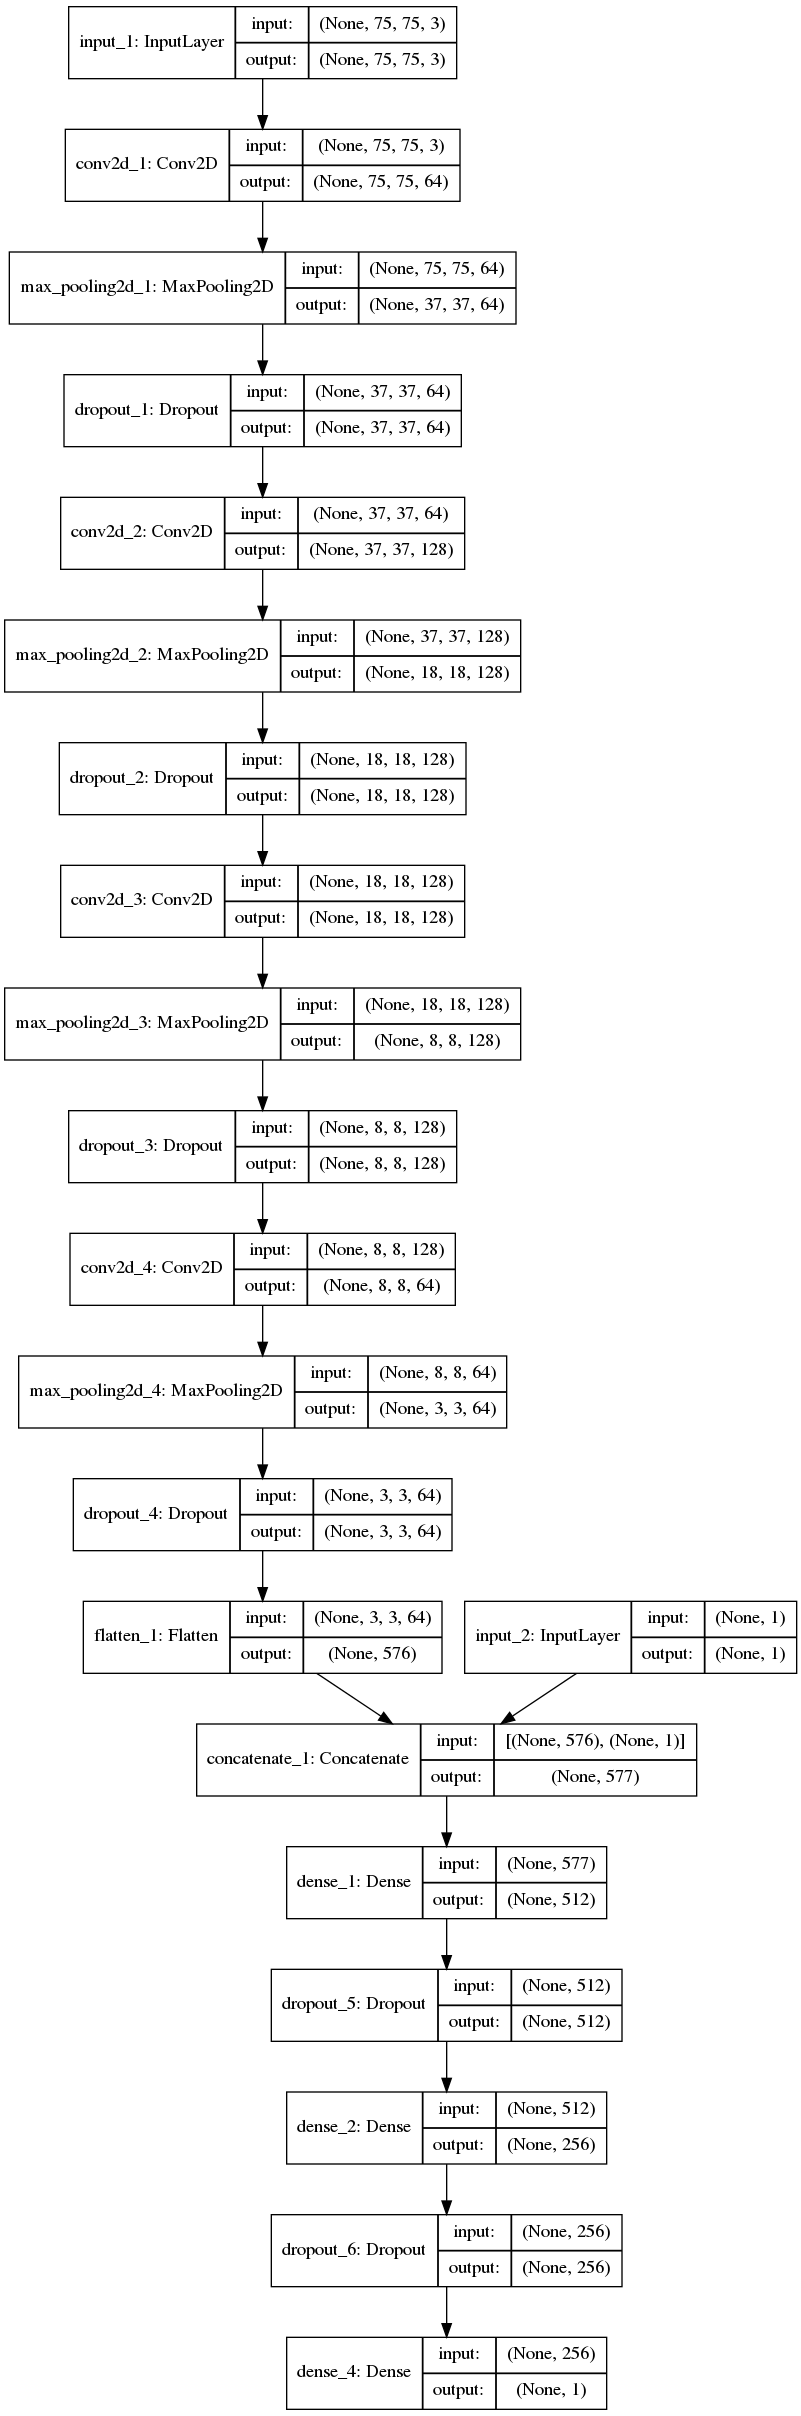 input_1: InputLayer
input: (None, 75, 75, 3)
output: (None, 75, 75, 3)
conv2d_1: Conv2D
input: (None, 75, 75, 3)
output: (None, 75, 75, 64)
max_pooling2d_1: MaxPooling2D
input: (None, 75, 75, 64)
output: (None, 37, 37, 64)
dropout_1: Dropout
input: (None, 37, 37, 64)
output: (None, 37, 37, 64)
conv2d_2: Conv2D
input: (None, 37, 37, 64)
output: (None, 37, 37, 128)
max_pooling2d_2: MaxPooling2D
input: (None, 37, 37, 128)
output: (None, 18, 18, 128)
dropout_2: Dropout
input: (None, 18, 18, 128)
output: (None, 18, 18, 128)
conv2d_3: Conv2D
input: (None, 18, 18, 128)
output: (None, 18, 18, 128)
max_pooling2d_3: MaxPooling2D
input: (None, 18, 18, 128)
output: (None, 8, 8, 128)
dropout_3: Dropout
input: (None, 8, 8, 128)
output: (None, 8, 8, 128)
conv2d_4: Conv2D
input: (None, 8, 8, 128)
output: (None, 8, 8, 64)
max_pooling2d_4: MaxPooling2D
input: (None, 8, 8, 64)
output: (None, 3, 3, 64)
dropout_4: Dropout
input: (None, 3, 3, 64)
output: (None, 3, 3, 64)
flatten_1: Flatten
input: (None, 3, 3, 64)
output: (None, 576)
input_2: InputLayer
input: (None, 1)
output: (None, 1)
concatenate_1: Concatenate
input: [(None, 576), (None, 1)]
output: (None, 577)
dense_1: Dense
input: (None, 577)
output: (None, 512)
dropout_5: Dropout
input: (None, 512)
output: (None, 512)
dense_2: Dense
input: (None, 512)
output: (None, 256)
dropout_6: Dropout
input: (None, 256)
output: (None, 256)
dense_4: Dense
input: (None, 256)
output: (None, 1)